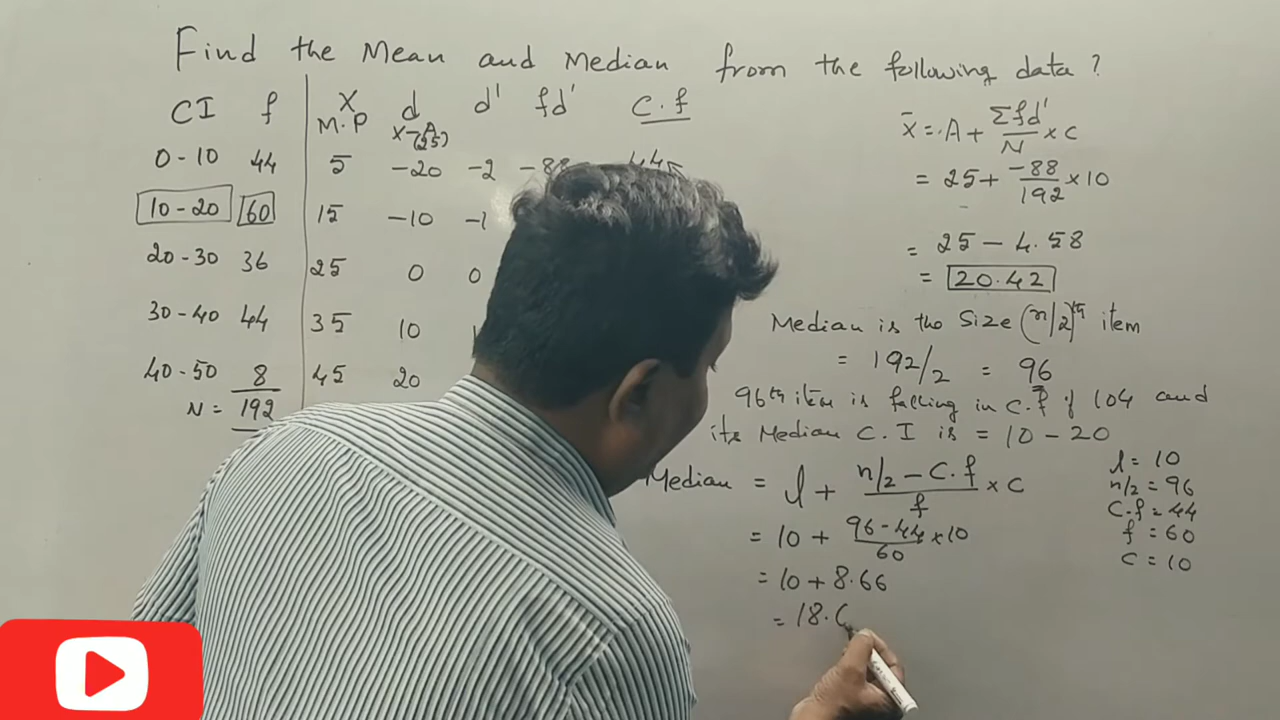 Find the Mean and Median from the following data?
CI f X M.P d X-A (25) d' fd' C.f
0-10 44 5 -20 -2 -88 44
10-20 60 15 -10 -1
20-30 36 25 0 0
30-40 44 35 10
40-50 8 45 20
N = 192
x̄ = A + Σfd'/N × C
= 25 + -88/192 × 10
= 25 - 4.58
= 20.42
Median is the Size (n/2)th item
= 192/2 = 96
96th item is falling in C.f of 104 and
its Median C.I is = 10-20
Median = l + n/2 - C.f/f × C
= 10 + 96-44/60 × 10
= 10 + 8.66
= 18.
l = 10
n/2 = 96
C.f = 44
f = 60
C = 10